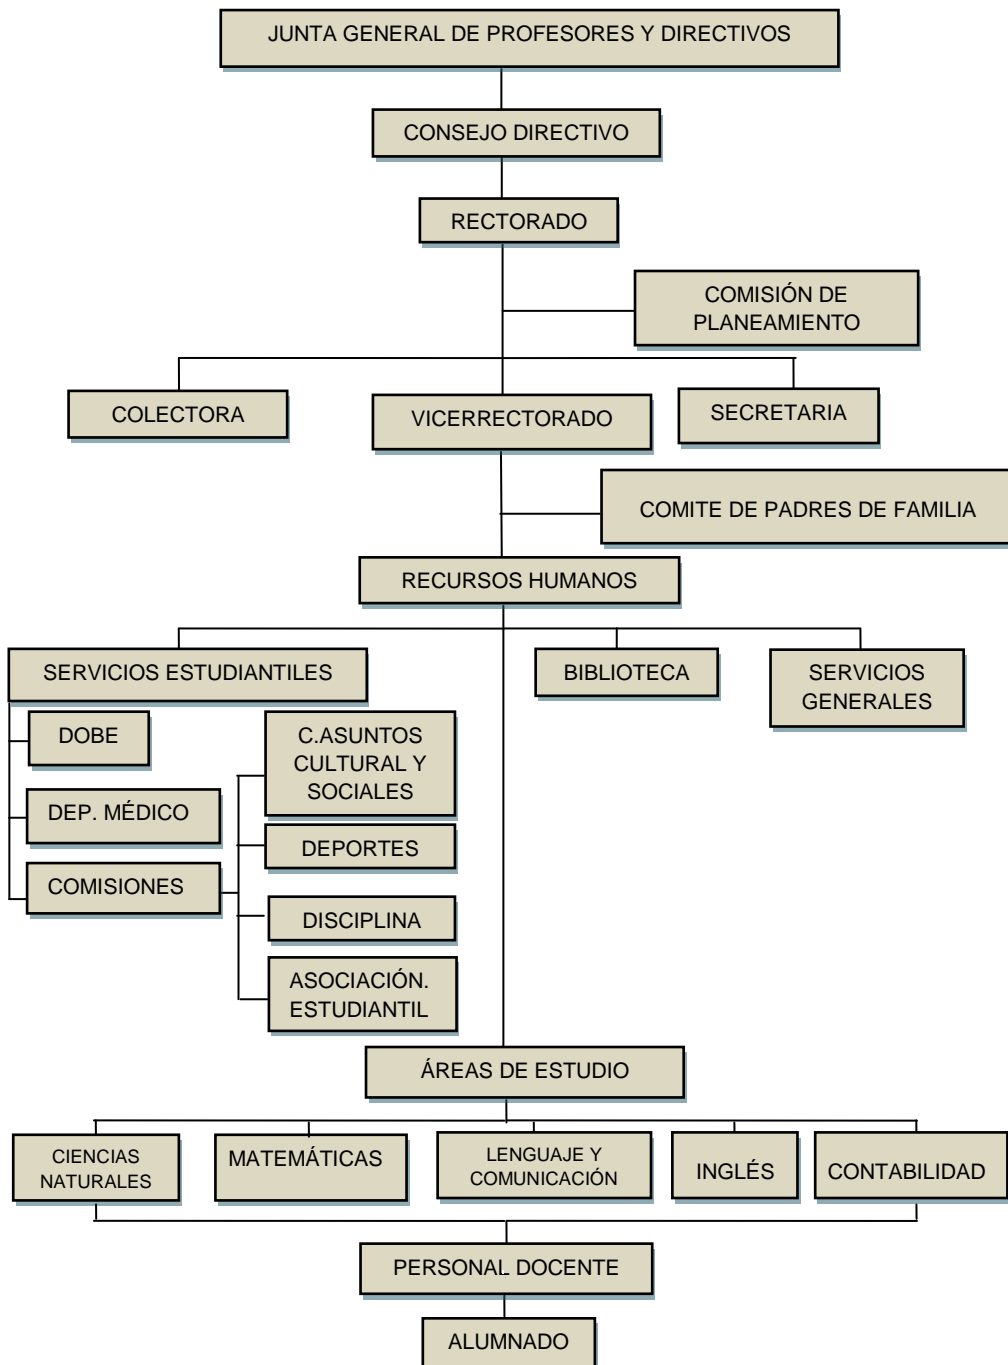 JUNTA GENERAL DE PROFESORES Y DIRECTIVOS
CONSEJO DIRECTIVO
RECTORADO
COMISIÓN DE
PLANEAMIENTO
COLECTORA
VICERRECTORADO
SECRETARIA
COMITE DE PADRES DE FAMILIA
RECURSOS HUMANOS
SERVICIOS ESTUDIANTILES
BIBLIOTECA
SERVICIOS
GENERALES
DOBE
C.ASUNTOS
CULTURAL Y
SOCIALES
DEP. MÉDICO
DEPORTES
COMISIONES
DISCIPLINA
ASOCIACIÓN.
ESTUDIANTIL
ÁREAS DE ESTUDIO
CIENCIAS
NATURALES
MATEMÁTICAS
LENGUAJE Y
COMUNICACIÓN
INGLÉS
CONTABILIDAD
PERSONAL DOCENTE
ALUMNADO